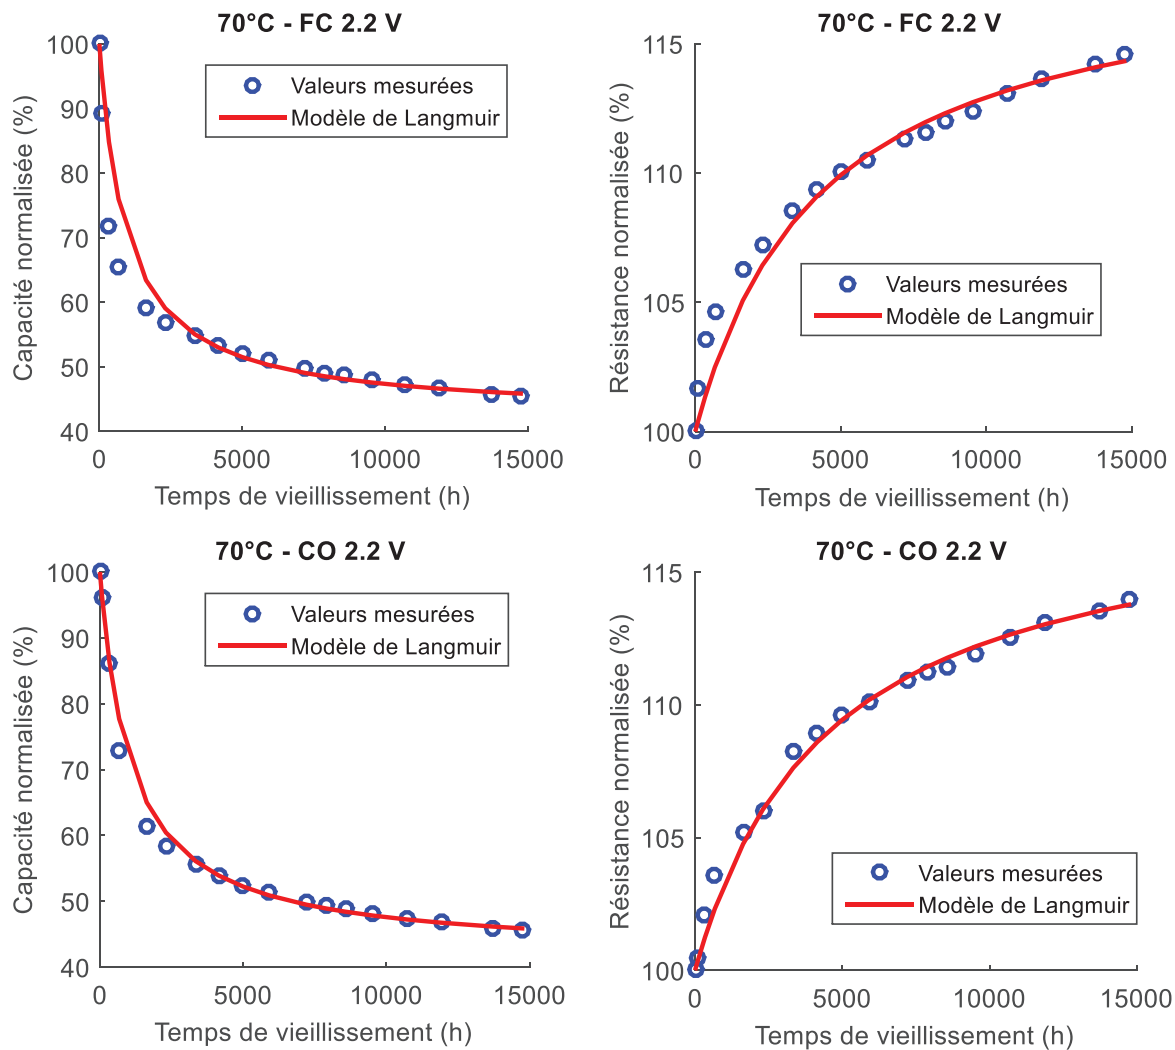 70°C - FC 2.2 V
Capacité normalisée (%)
100
90
80
70
60
50
40
Valeurs mesurées
Modèle de Langmuir
0 5000 10000 15000
Temps de vieillissement (h)
70°C - FC 2.2 V
Résistance normalisée (%)
115
110
105
100
Valeurs mesurées
Modèle de Langmuir
0 5000 10000 15000
Temps de vieillissement (h)
70°C - CO 2.2 V
Capacité normalisée (%)
100
90
80
70
60
50
40
Valeurs mesurées
Modèle de Langmuir
0 5000 10000 15000
Temps de vieillissement (h)
70°C - CO 2.2 V
Résistance normalisée (%)
115
110
105
100
Valeurs mesurées
Modèle de Langmuir
0 5000 10000 15000
Temps de vieillissement (h)